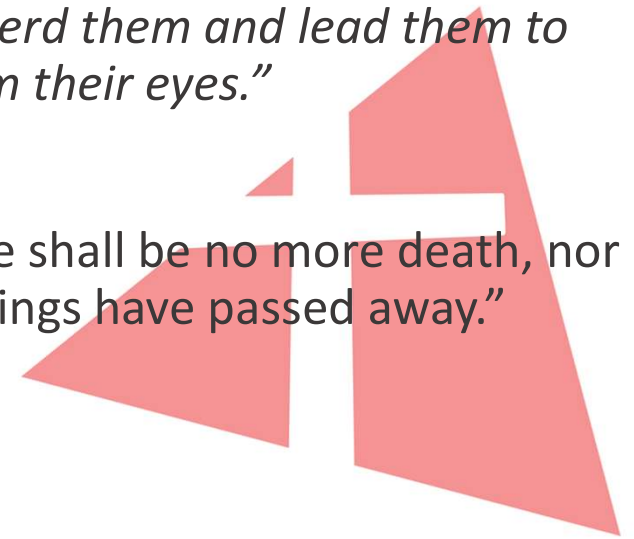 erd them and lead them to
m their eyes.”
e shall be no more death, nor
ings have passed away.”